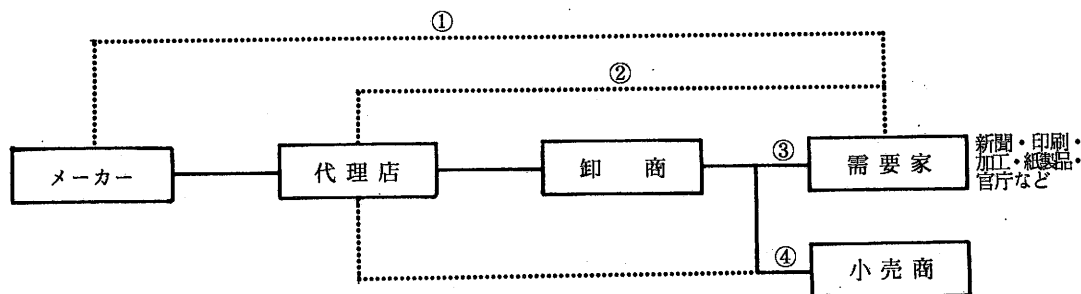 ①
②
メーカー
代理店
卸商
③
需要家
新聞・印刷・
加工・紙製品・
官庁など
④
小売商